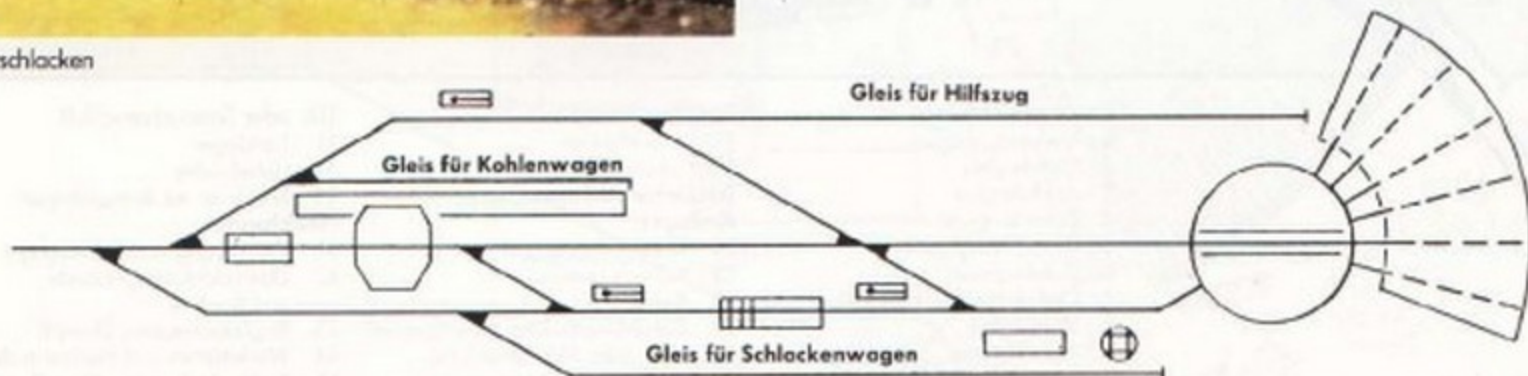 schlacken
Gleis für Hilfszug
Gleis für Kohlenwagen
Gleis für Schlackenwagen